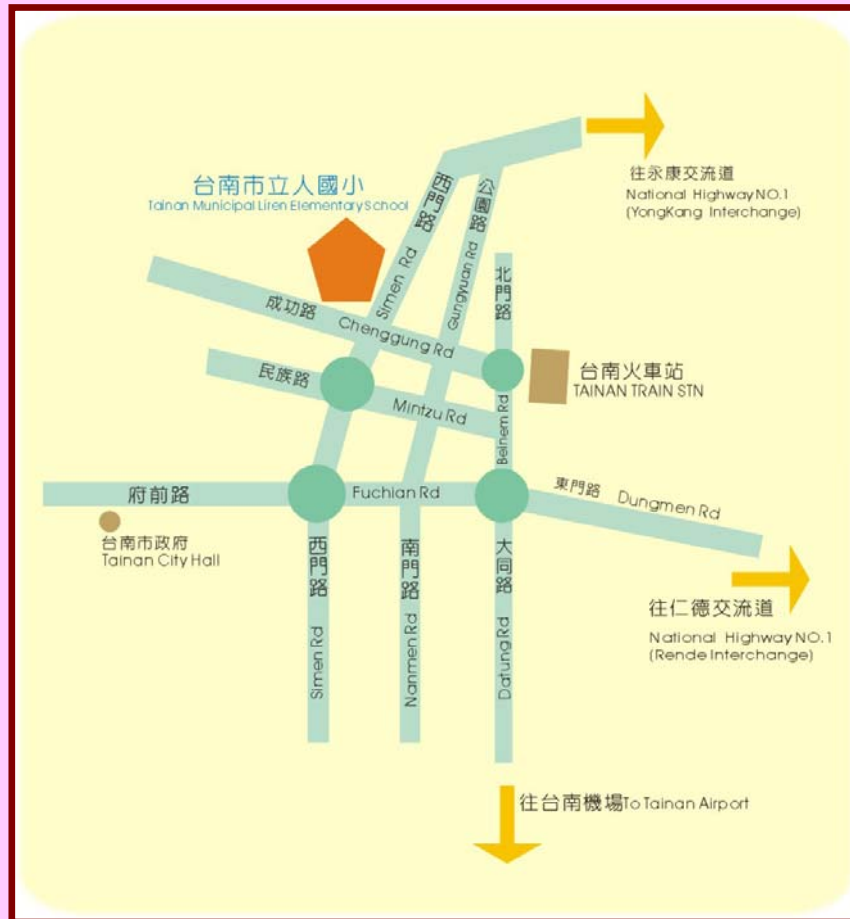 往永康交流道
National Highway NO.1
(YongKang Interchange)
台南市立人國小
Tainan Municipal Liren Elementary School
西門路
Simen Rd
公園路
Gungyuan Rd
北門路
Beinem Rd
成功路
Chenggung Rd
台南火車站
TAINAN TRAIN STN
民族路
Mintzu Rd
府前路
Fuchian Rd
東門路 Dungmen Rd
台南市政府
Tainan City Hall
西門路
Simen Rd
南門路
Nanmen Rd
大同路
Datung Rd
往仁德交流道
National Highway NO.1
(Rende Interchange)
往台南機場To Tainan Airport